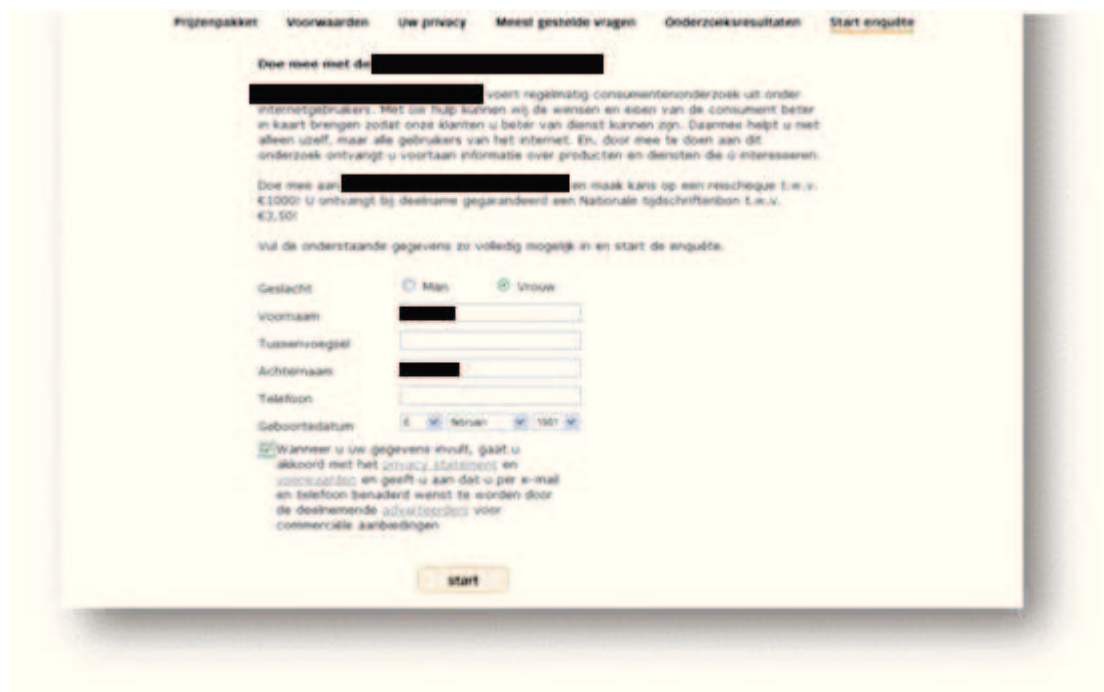 Prijzenpakket Voorwaarden Uw privacy Meest gestelde vragen Onderzoeksresultaten Start enquête
Doe mee met de
voert regelmatig consumentenonderzoek uit onder
internetgebruikers. Met uw hulp kunnen wij de wensen en eisen van de consument beter
in kaart brengen zodat onze klanten u beter van dienst kunnen zijn. Daarmee helpt u niet
alleen uzelf, maar alle gebruikers van het internet. En, door mee te doen aan dit
onderzoek ontvangt u voortaan informatie over producten en diensten die ú interesseren.
Doe mee aan en maak kans op een reischeque t.w.v.
€1000! U ontvangt bij deelname gegarandeerd een Nationale tijdschriftenbon t.w.v.
€3,50!
Vul de onderstaande gegevens zo volledig mogelijk in en start de enquête.
Geslacht Man Vrouw
Voornaam
Tussenvoegsel
Achternaam
Telefoon
Geboortedatum 6 februari
Wanneer u uw gegevens invult, gaat u
akkoord met het privacy statement en
voorwaarden en geeft u aan dat u per e-mail
en telefoon benaderd wenst te worden door
de deelnemende adverteerders voor
commerciële aanbiedingen
start